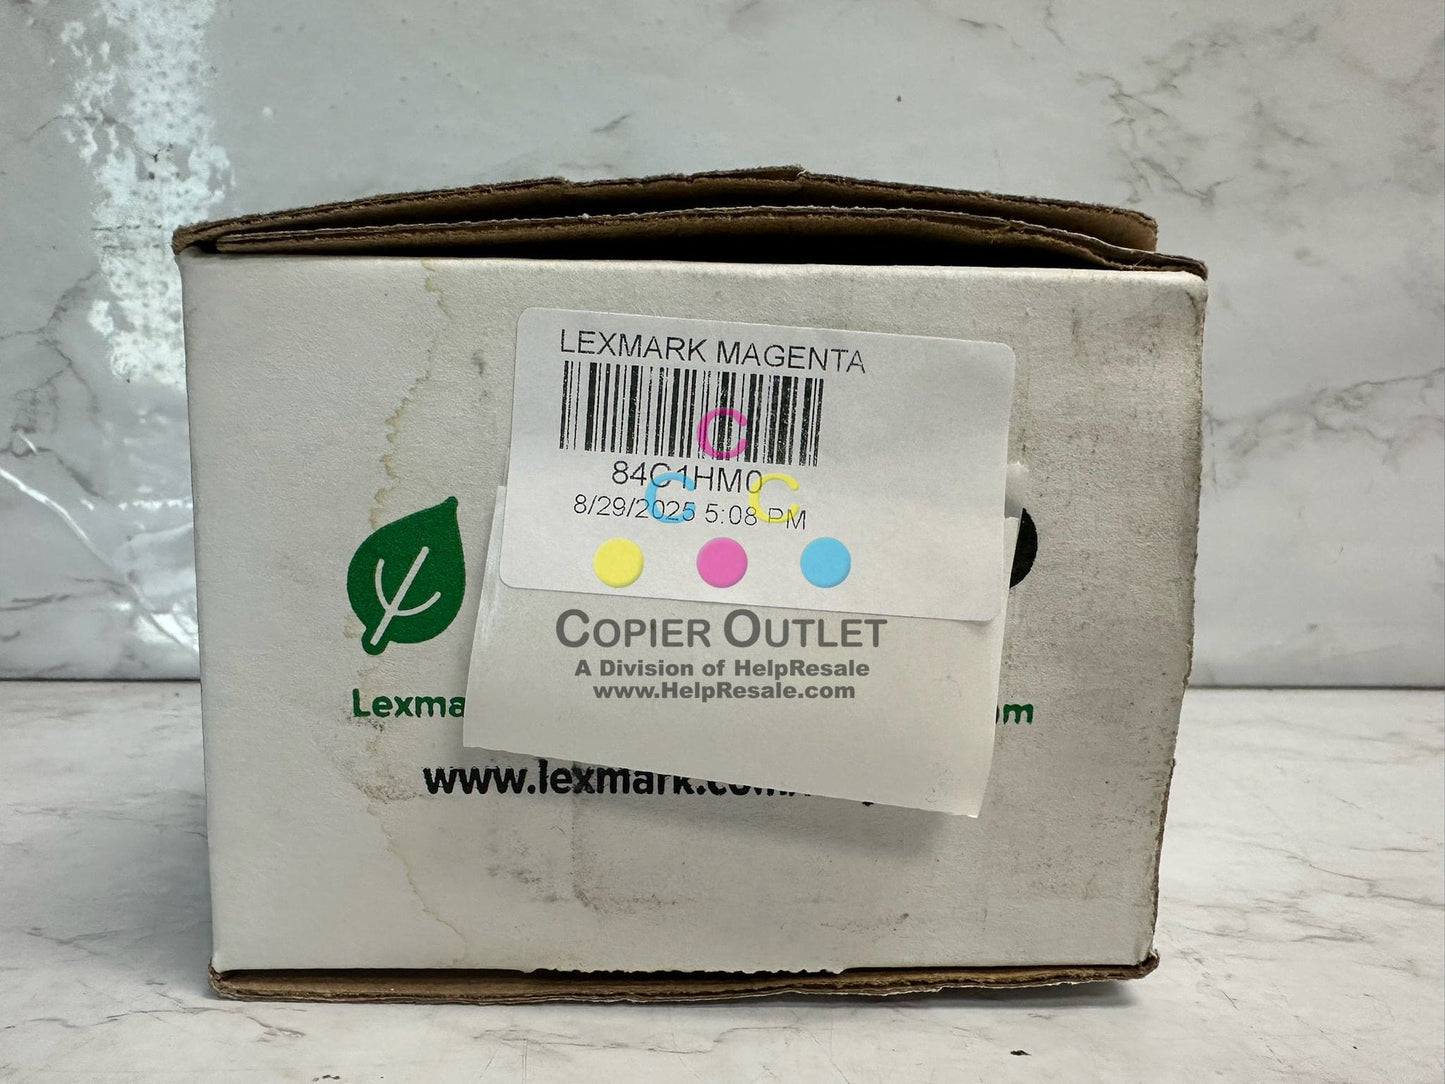 LEXMARK MAGENTA
84C1HM0
8/29/2025 5:08 PM
C
C C
COPIER OUTLET
A Division of HelpResale
www.HelpResale.com
Lexma
om
www.lexmark.com/